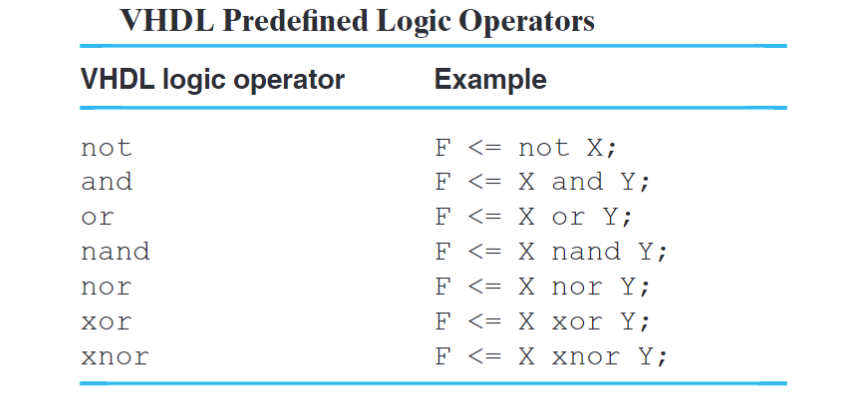 VHDL Predefined Logic Operators
VHDL logic operator Example
not F <= not X;
and F <= X and Y;
or F <= X or Y;
nand F <= X nand Y;
nor F <= X nor Y;
xor F <= X xor Y;
xnor F <= X xnor Y;